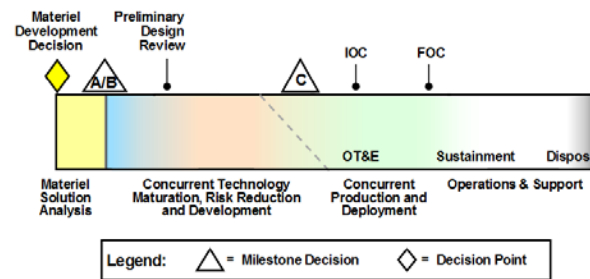 Materiel
Development
Decision
Preliminary
Design
Review
IOC
FOC
A/B
C
OT&E
Sustainment
Dispos
Materiel
Solution
Analysis
Concurrent Technology
Maturation, Risk Reduction
and Development
Concurrent
Production and
Deployment
Operations & Support
Legend:
= Milestone Decision
= Decision Point